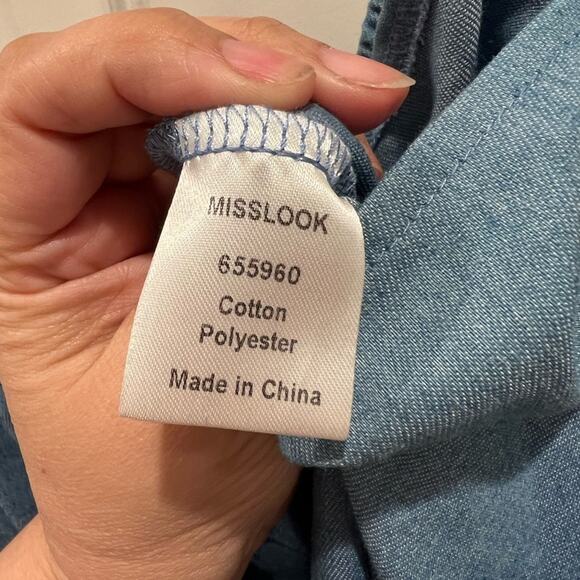 MISSLOOK
655960
Cotton
Polyester
Made in China